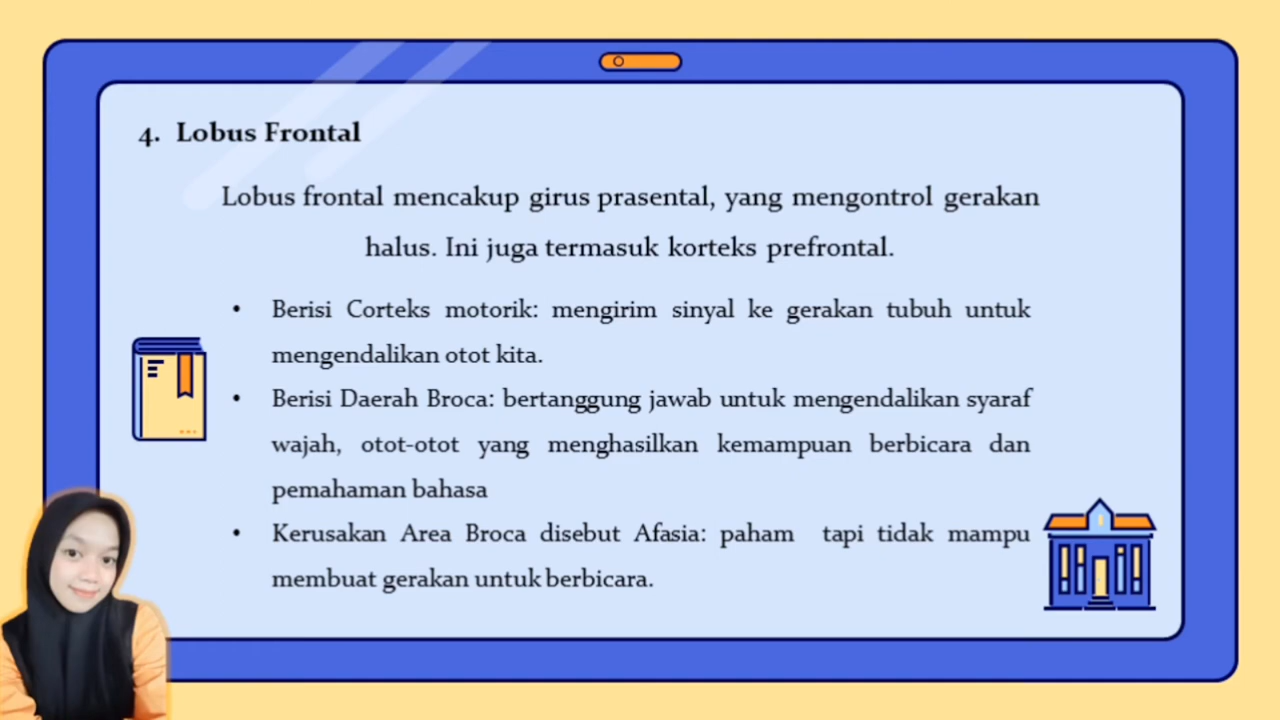 4. Lobus Frontal
Lobus frontal mencakup girus prasental, yang mengontrol gerakan
halus. Ini juga termasuk korteks prefrontal.
• Berisi Corteks motorik: mengirim sinyal ke gerakan tubuh untuk
mengendalikan otot kita.
• Berisi Daerah Broca: bertanggung jawab untuk mengendalikan syaraf
wajah, otot-otot yang menghasilkan kemampuan berbicara dan
pemahaman bahasa
• Kerusakan Area Broca disebut Afasia: paham tapi tidak mampu
membuat gerakan untuk berbicara.